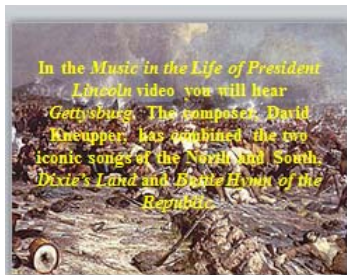 In the Music in the Life of President
Lincoln video you will hear
Gettysburg. The composer, David
Kneupper, has combined the two
iconic songs of the North and South,
Dixie's Land and Battle Hymn of the
Republic.